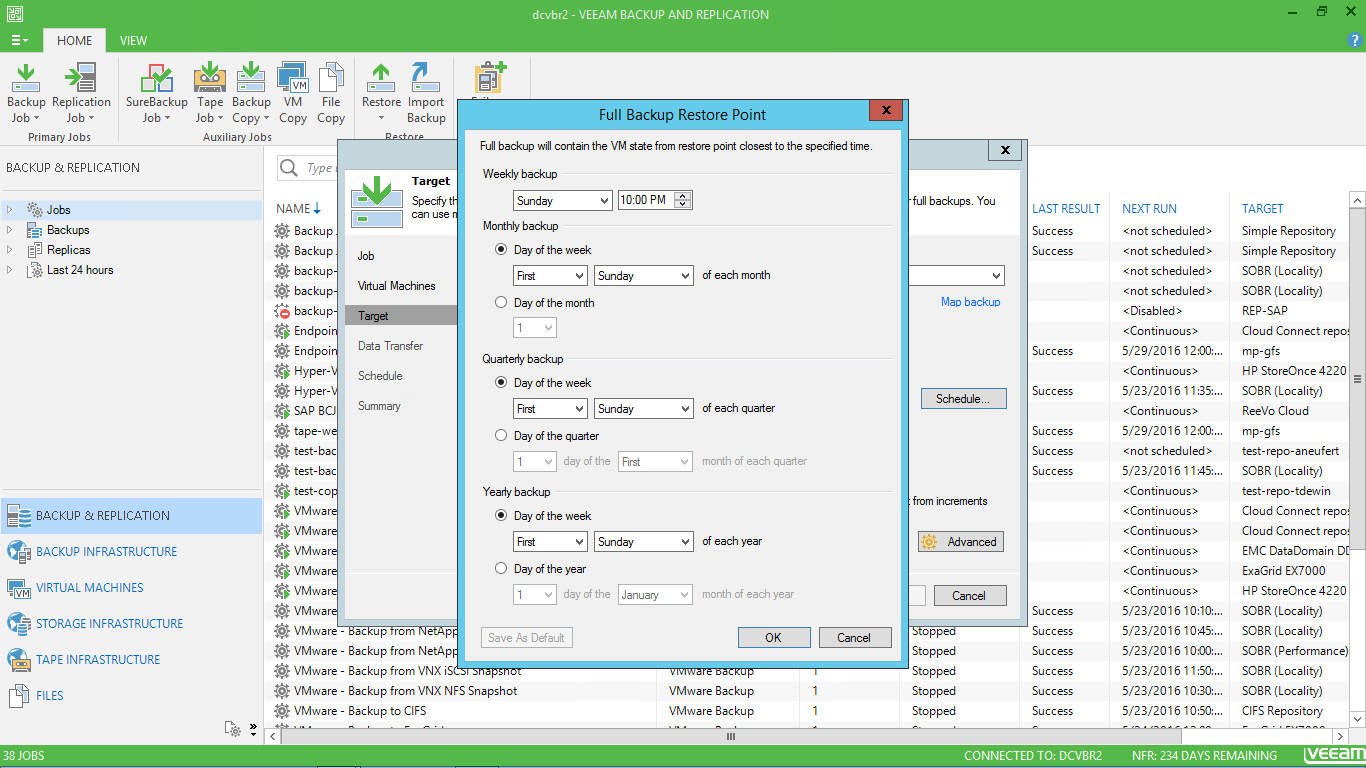 dcvbr2 - VEEAM BACKUP AND REPLICATION
HOME VIEW
Backup Job
Replication Job
Primary Jobs
SureBackup Job
Tape Job
Backup Copy
VM Copy
File Copy
Auxiliary Jobs
Restore
Import Backup
Restore
BACKUP & REPLICATION
Jobs
Backups
Replicas
Last 24 hours
BACKUP & REPLICATION
BACKUP INFRASTRUCTURE
VIRTUAL MACHINES
STORAGE INFRASTRUCTURE
TAPE INFRASTRUCTURE
FILES
Type
NAME LAST RESULT NEXT RUN TARGET
Backup Success <not scheduled> Simple Repository
Backup Success <not scheduled> Simple Repository
backup- <not scheduled> SOBR (Locality)
backup- <not scheduled> SOBR (Locality)
backup- <Disabled> REP-SAP
Endpoin <Continuous> Cloud Connect repos
Endpoin Success 5/29/2016 12:00:... mp-gfs
Hyper-V <Continuous> HP StoreOnce 4220
Hyper-V Success 5/23/2016 11:35:... SOBR (Locality)
SAP BCJ <Continuous> ReeVo Cloud
tape-we Success 5/29/2016 12:00:... mp-gfs
test-bac Success <not scheduled> test-repo-aneufert
test-bac Success 5/23/2016 11:45:... SOBR (Locality)
test-cop <Continuous> test-repo-tdewin
VMware <Continuous> Cloud Connect repos
VMware <Continuous> Cloud Connect repos
VMware <Continuous> EMC DataDomain DD
VMware <Continuous> ExaGrid EX7000
VMware <Continuous> HP StoreOnce 4220
VMware Success 5/23/2016 10:10:... SOBR (Locality)
VMware - Backup from NetApp Stopped Success 5/23/2016 10:45:... SOBR (Locality)
VMware - Backup from NetApp Stopped Success 5/23/2016 10:00:... SOBR (Performance)
VMware - Backup from VNX iSCSI Snapshot VMware Backup 1 Stopped Success 5/23/2016 11:50:... SOBR (Locality)
VMware - Backup from VNX NFS Snapshot VMware Backup 1 Stopped Success 5/23/2016 10:30:... SOBR (Locality)
VMware - Backup to CIFS VMware Backup 1 Stopped Success 5/23/2016 10:50:... CIFS Repository
Target
Specify th
can use m
r full backups. You
Job
Virtual Machines
Target
Data Transfer
Schedule
Summary
Map backup
Schedule...
from increments
Advanced
Cancel
Full Backup Restore Point
Full backup will contain the VM state from restore point closest to the specified time.
Weekly backup
Sunday 10:00 PM
Monthly backup
Day of the week
First Sunday of each month
Day of the month
1
Quarterly backup
Day of the week
First Sunday of each quarter
Day of the quarter
1 day of the First month of each quarter
Yearly backup
Day of the week
First Sunday of each year
Day of the year
1 day of the January month of each year
Save As Default OK Cancel
38 JOBS CONNECTED TO: DCVBR2 NFR: 234 DAYS REMAINING veeam